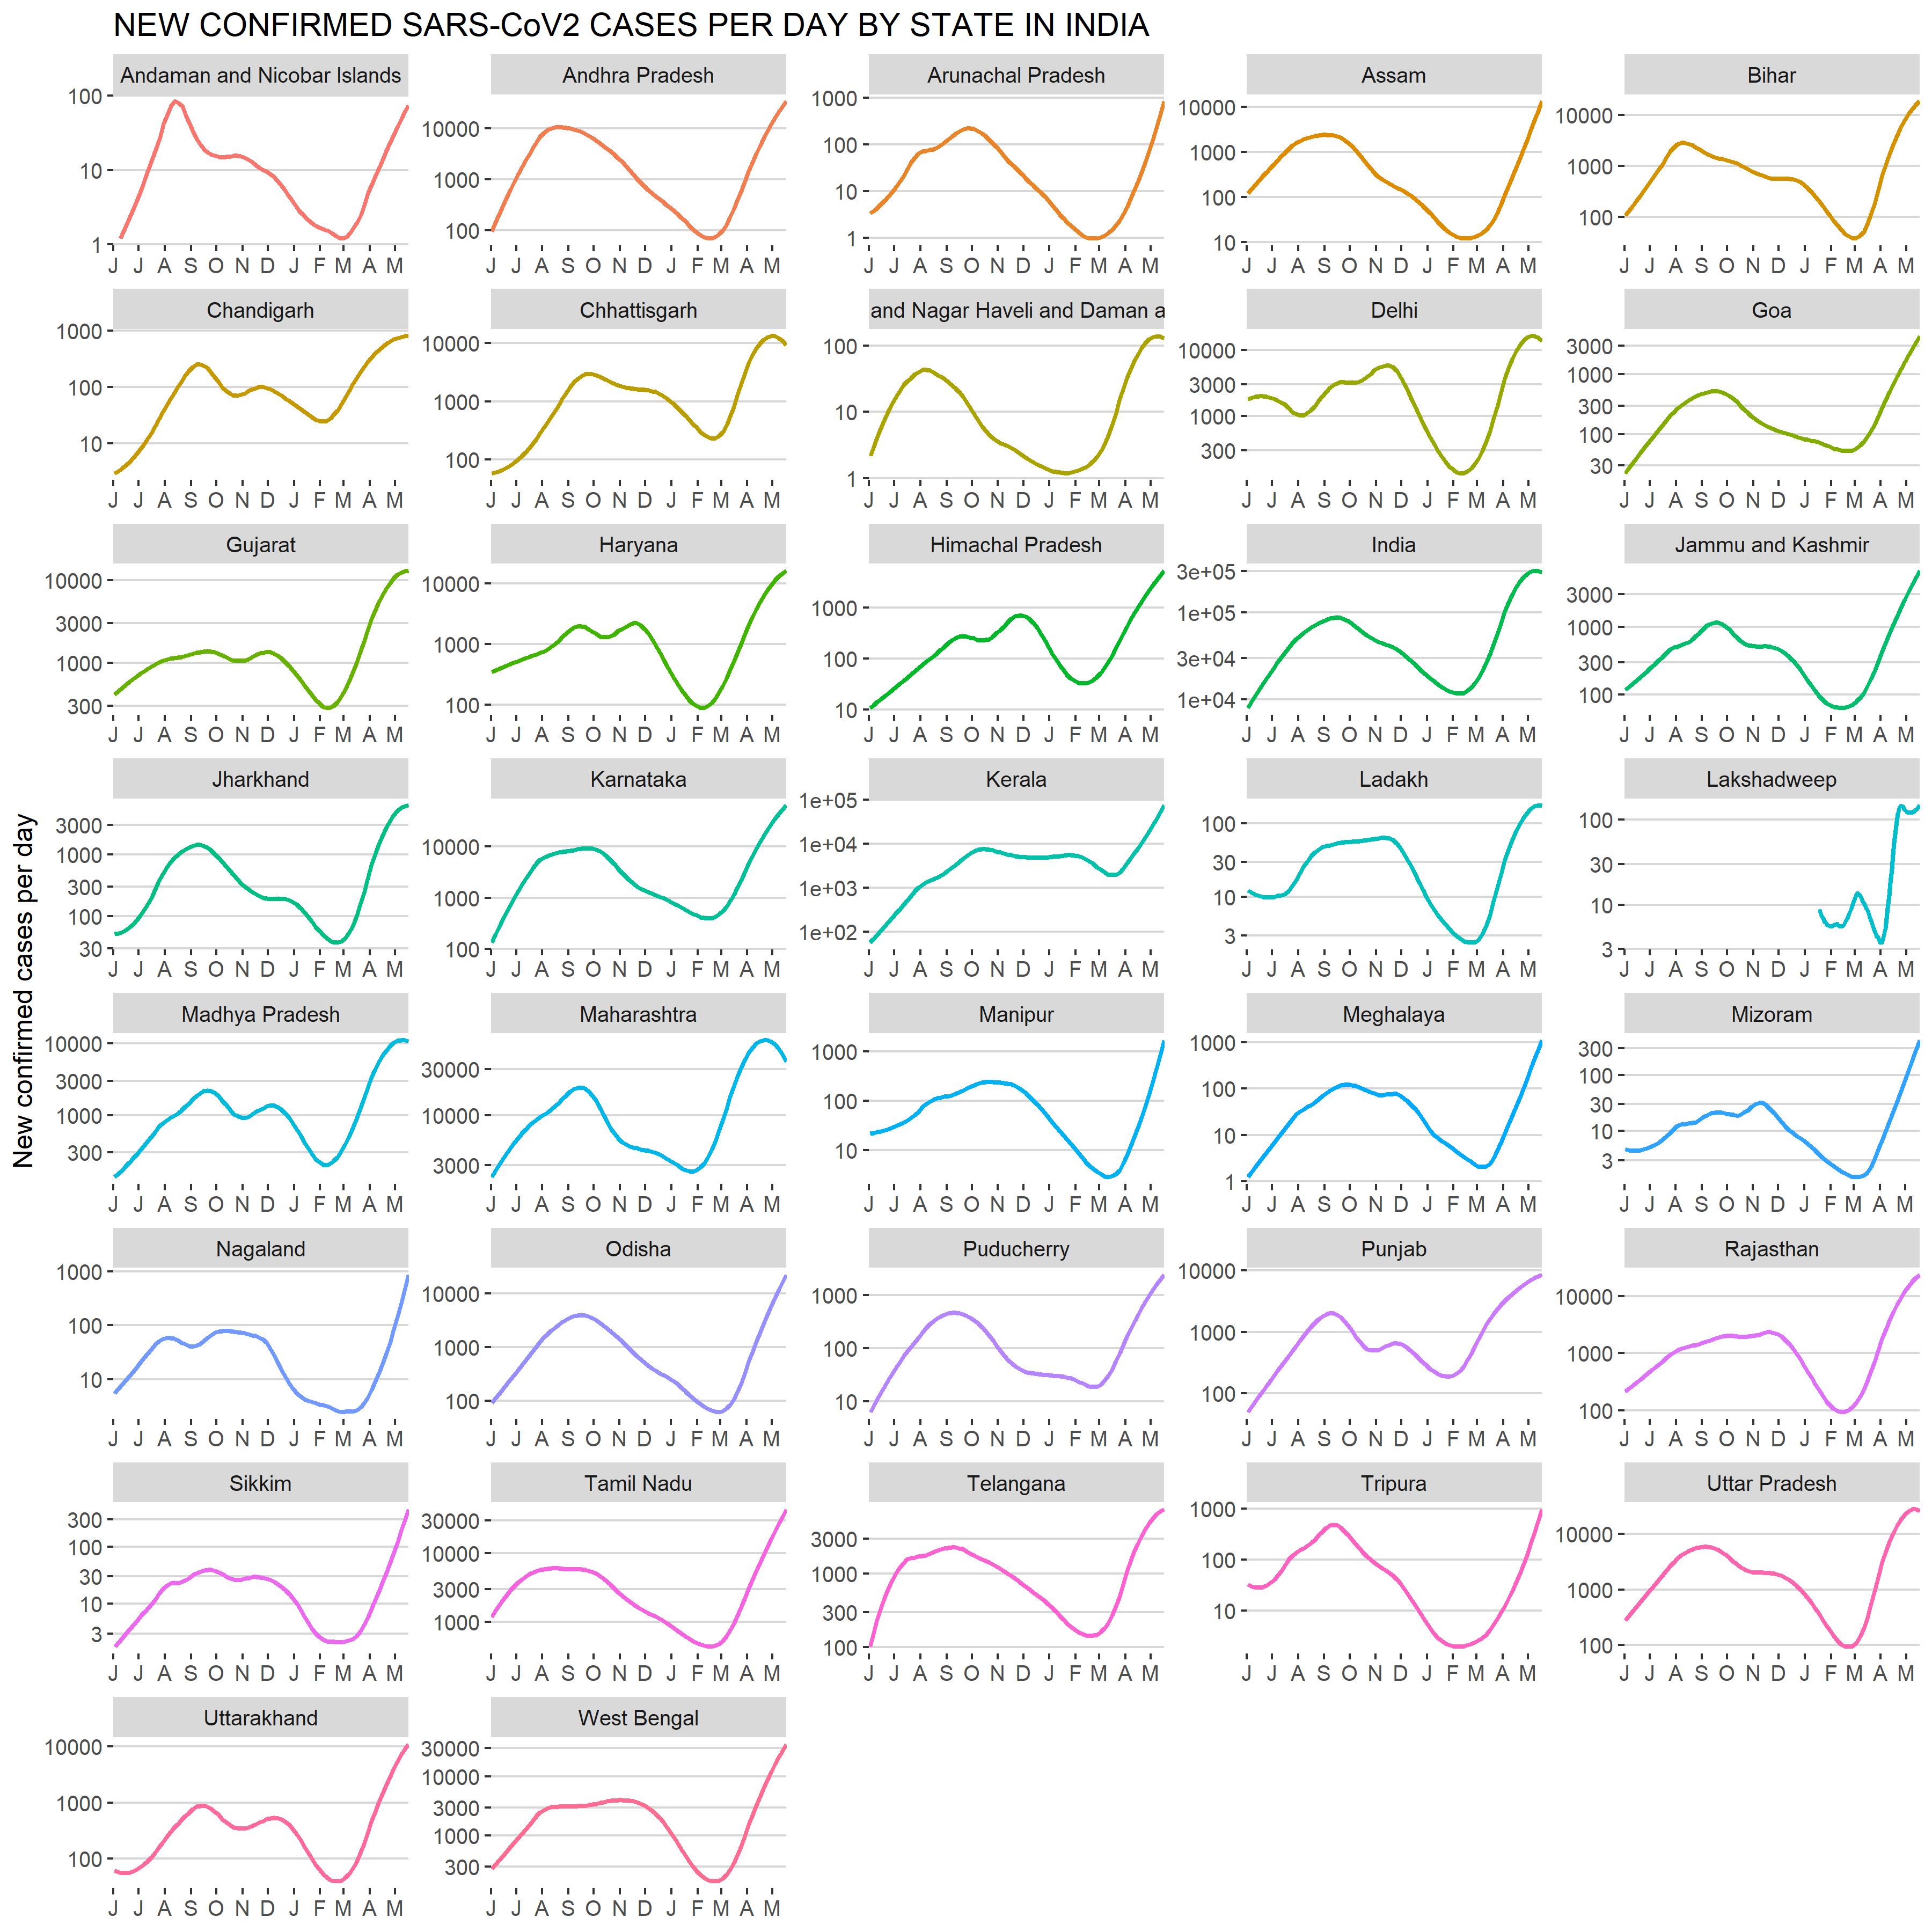 NEW CONFIRMED SARS-CoV2 CASES PER DAY BY STATE IN INDIA
New confirmed cases per day
Andaman and Nicobar Islands
100
10
1
J J A S O N D J F M A M
Andhra Pradesh
10000
1000
100
J J A S O N D J F M A M
Arunachal Pradesh
1000
100
10
1
J J A S O N D J F M A M
Assam
10000
1000
100
10
J J A S O N D J F M A M
Bihar
10000
1000
100
J J A S O N D J F M A M
Chandigarh
1000
100
10
J J A S O N D J F M A M
Chhattisgarh
10000
1000
100
J J A S O N D J F M A M
and Nagar Haveli and Daman a
100
10
1
J J A S O N D J F M A M
Delhi
10000
3000
1000
300
J J A S O N D J F M A M
Goa
3000
1000
300
100
30
J J A S O N D J F M A M
Gujarat
10000
3000
1000
300
J J A S O N D J F M A M
Haryana
10000
1000
100
J J A S O N D J F M A M
Himachal Pradesh
1000
100
10
J J A S O N D J F M A M
India
3e+05
1e+05
3e+04
1e+04
J J A S O N D J F M A M
Jammu and Kashmir
3000
1000
300
100
J J A S O N D J F M A M
Jharkhand
3000
1000
300
100
30
J J A S O N D J F M A M
Karnataka
10000
1000
100
J J A S O N D J F M A M
Kerala
1e+05
1e+04
1e+03
1e+02
J J A S O N D J F M A M
Ladakh
100
30
10
3
J J A S O N D J F M A M
Lakshadweep
100
30
10
3
J J A S O N D J F M A M
Madhya Pradesh
10000
3000
1000
300
J J A S O N D J F M A M
Maharashtra
30000
10000
3000
J J A S O N D J F M A M
Manipur
1000
100
10
J J A S O N D J F M A M
Meghalaya
1000
100
10
1
J J A S O N D J F M A M
Mizoram
300
100
30
10
3
J J A S O N D J F M A M
Nagaland
1000
100
10
J J A S O N D J F M A M
Odisha
10000
1000
100
J J A S O N D J F M A M
Puducherry
1000
100
10
J J A S O N D J F M A M
Punjab
10000
1000
100
J J A S O N D J F M A M
Rajasthan
10000
1000
100
J J A S O N D J F M A M
Sikkim
300
100
30
10
3
J J A S O N D J F M A M
Tamil Nadu
30000
10000
3000
1000
J J A S O N D J F M A M
Telangana
3000
1000
300
100
J J A S O N D J F M A M
Tripura
1000
100
10
J J A S O N D J F M A M
Uttar Pradesh
10000
1000
100
J J A S O N D J F M A M
Uttarakhand
10000
1000
100
J J A S O N D J F M A M
West Bengal
30000
10000
3000
1000
300
J J A S O N D J F M A M